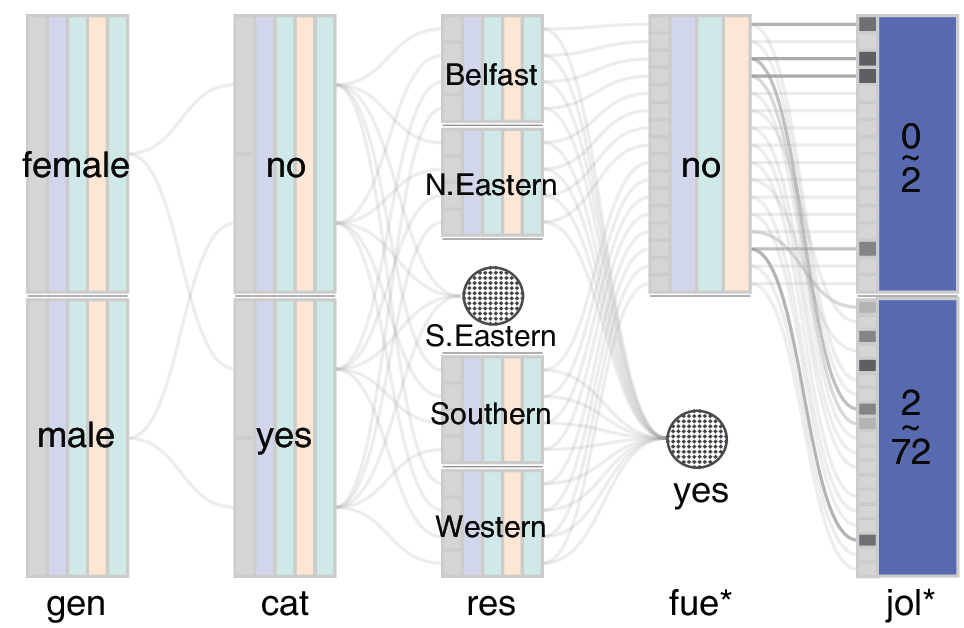 female
male
gen
no
yes
cat
Belfast
N.Eastern
S.Eastern
Southern
Western
res
no
yes
fue*
0
~
2
2
~
72
jol*